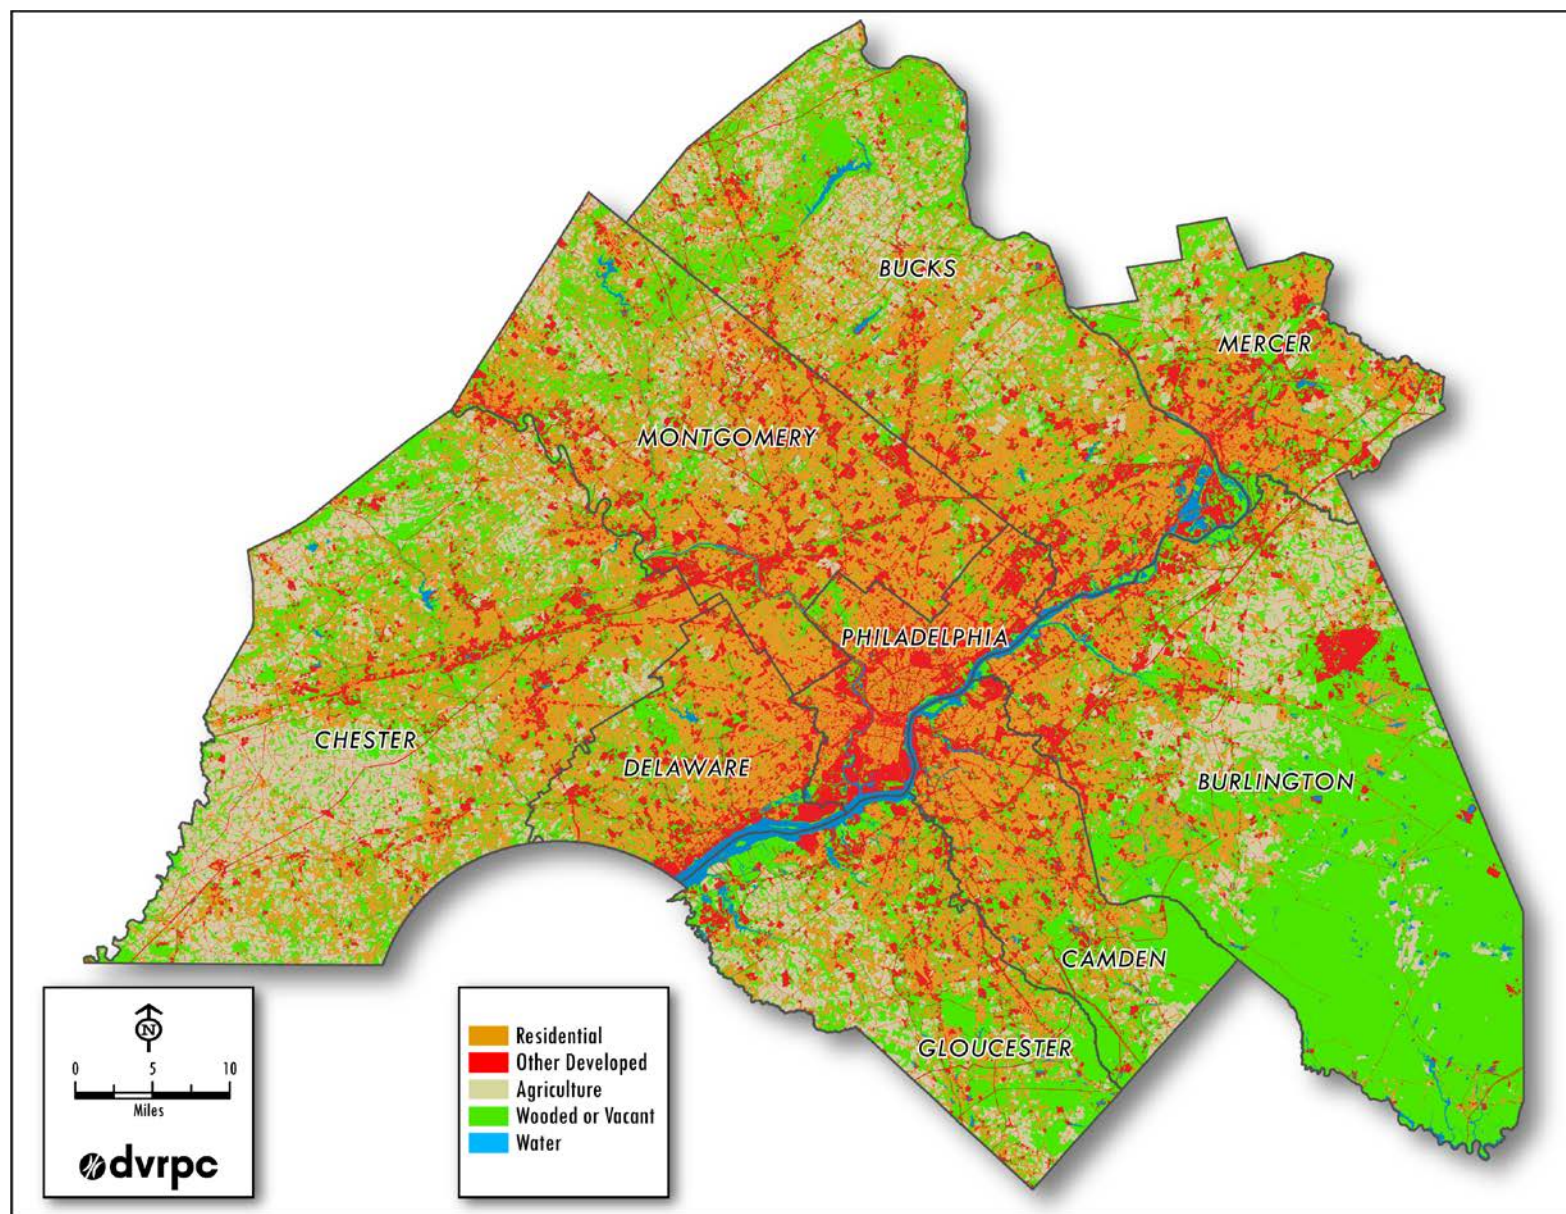 BUCKS
MERCER
MONTGOMERY
PHILADELPHIA
CHESTER
DELAWARE
BURLINGTON
CAMDEN
GLOUCESTER
N
0 5 10
Miles
dvrpc
Residential
Other Developed
Agriculture
Wooded or Vacant
Water